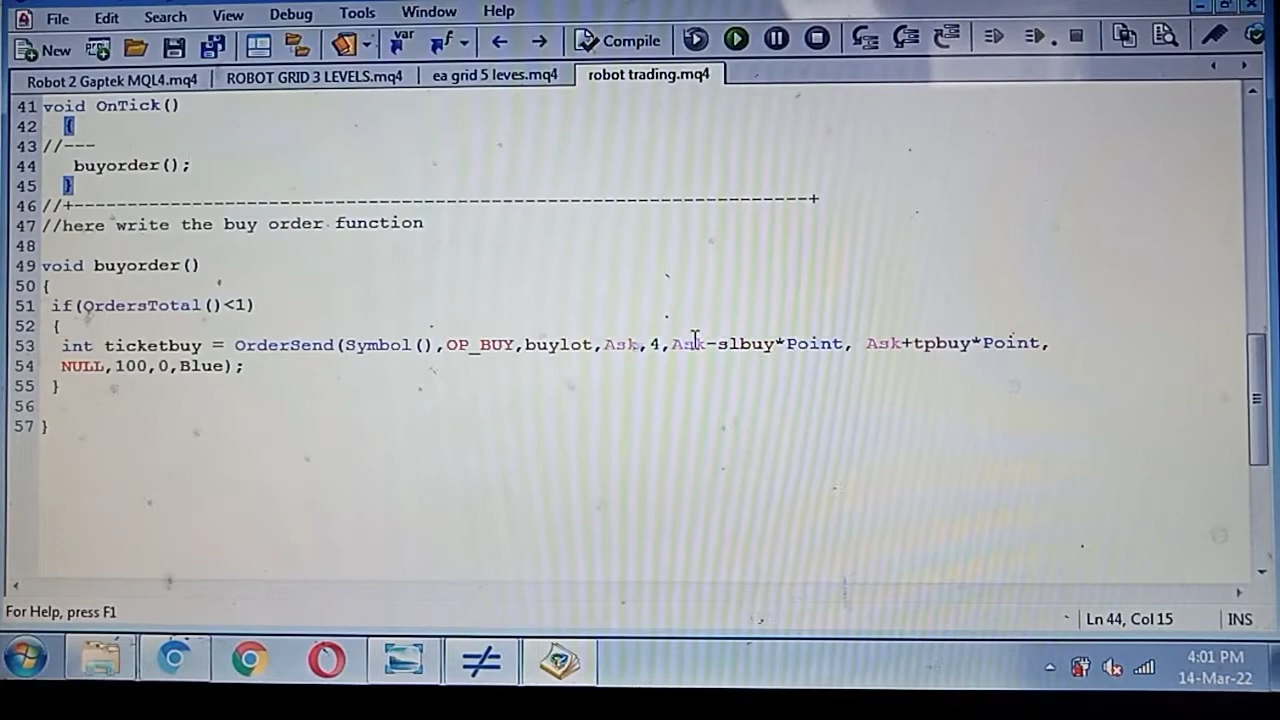 File Edit Search View Debug Tools Window Help
New var f Compile
Robot 2 Gaptek MQL4.mq4 ROBOT GRID 3 LEVELS.mq4 ea grid 5 leves.mq4 robot trading.mq4
41 void OnTick()
42 {
43 //---
44 buyorder();
45 }
46 //+------------------------------------------------------------------+
47 //here write the buy order function
48
49 void buyorder()
50 {
51 if(OrdersTotal()<1)
52 {
53 int ticketbuy = OrderSend(Symbol(),OP_BUY,buylot,Ask,4,Ask-slbuy*Point, Ask+tpbuy*Point,
54 NULL,100,0,Blue);
55 }
56
57 }
For Help, press F1 Ln 44, Col 15 INS
4:01 PM
14-Mar-22